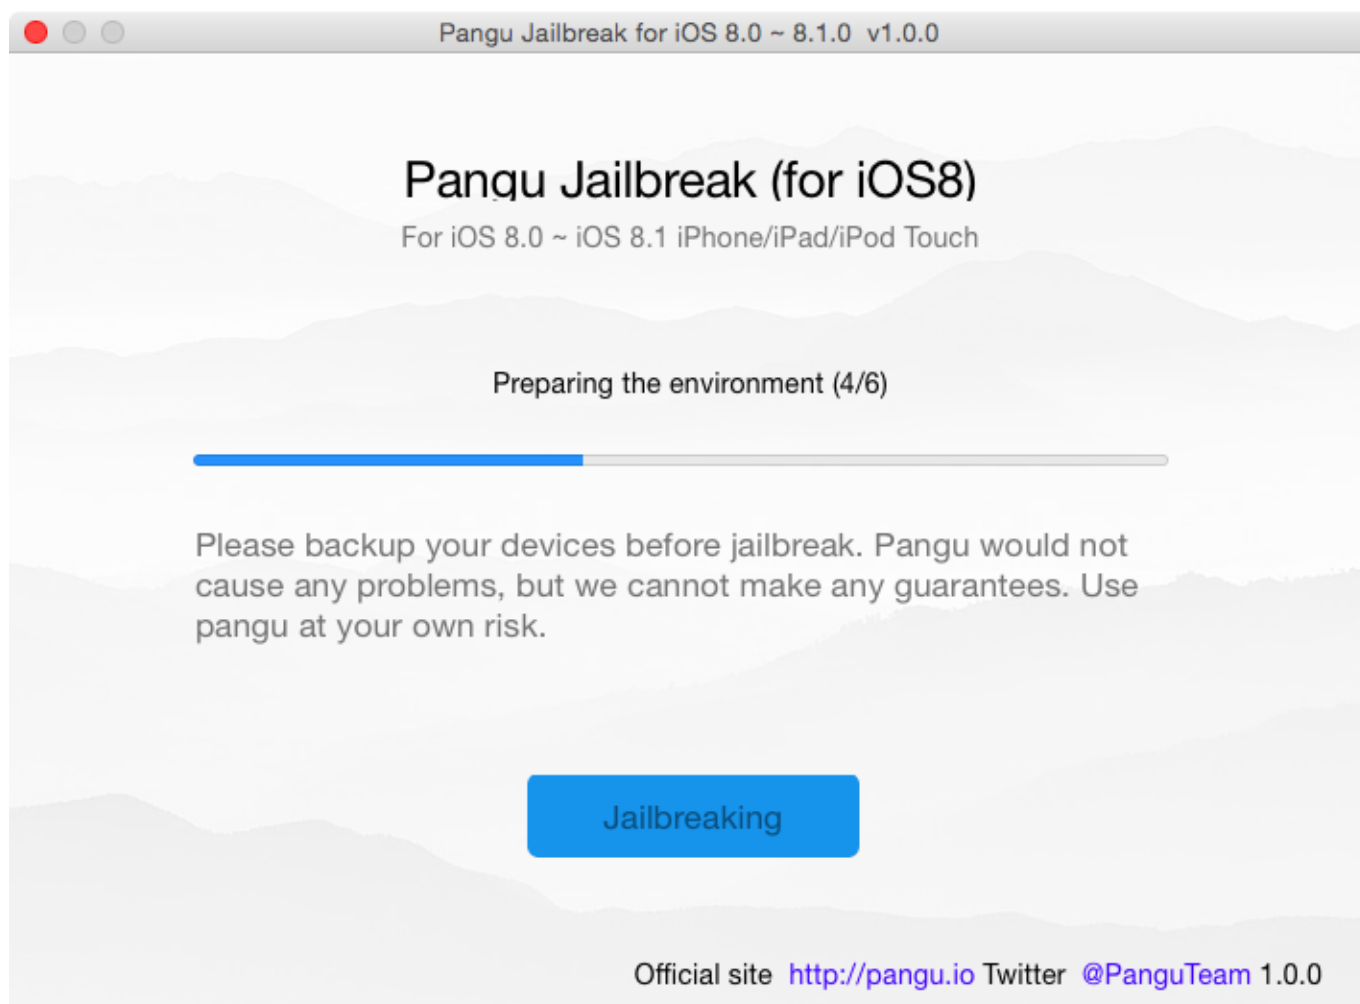 Pangu Jailbreak for iOS 8.0 ~ 8.1.0  v1.0.0
Pangu Jailbreak (for iOS8)
For iOS 8.0 ~ iOS 8.1 iPhone/iPad/iPod Touch
Preparing the environment (4/6)
Please backup your devices before jailbreak. Pangu would not
cause any problems, but we cannot make any guarantees. Use
pangu at your own risk.
Jailbreaking
Official site  http://pangu.io Twitter  @PanguTeam 1.0.0